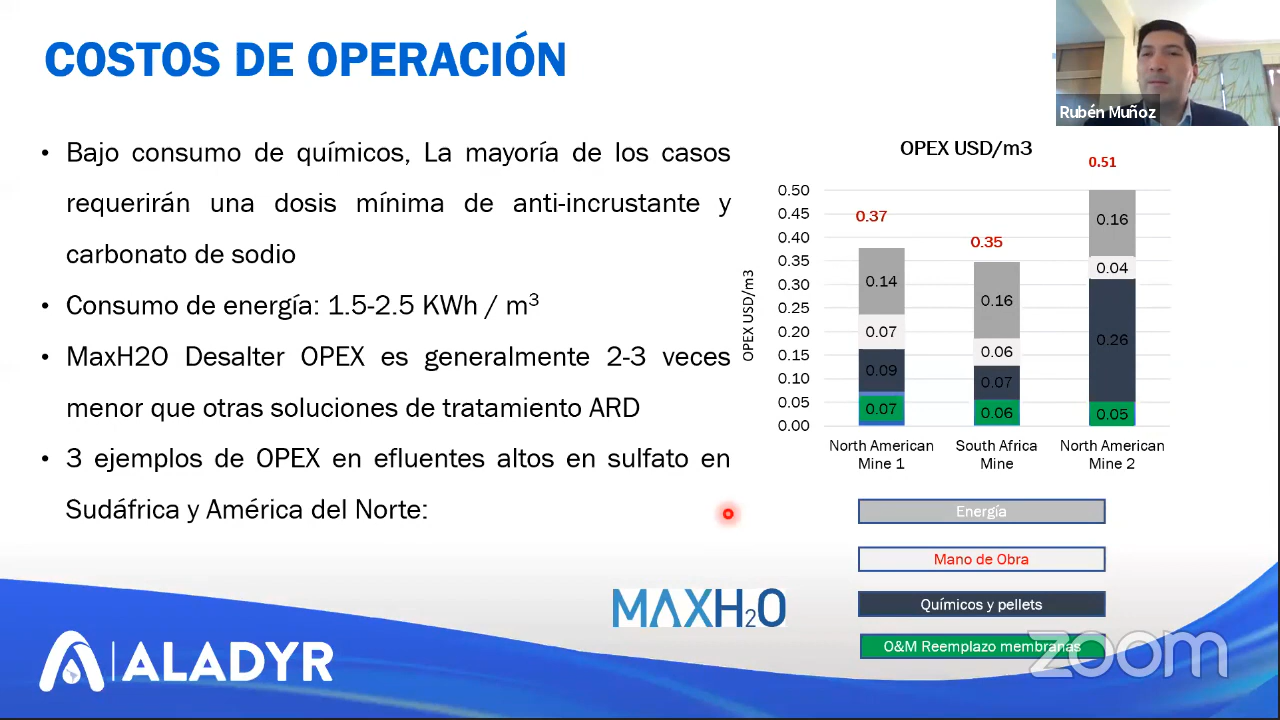 COSTOS DE OPERACIÓN
Rubén Muñoz
• Bajo consumo de químicos, La mayoría de los casos
requerirán una dosis mínima de anti-incrustante y
carbonato de sodio
• Consumo de energía: 1.5-2.5 KWh / m³
• MaxH2O Desalter OPEX es generalmente 2-3 veces
menor que otras soluciones de tratamiento ARD
• 3 ejemplos de OPEX en efluentes altos en sulfato en
Sudáfrica y América del Norte:
OPEX USD/m3
0.51
0.37
0.35
OPEX USD/m3
0.50
0.45
0.40
0.35
0.30
0.25
0.20
0.15
0.10
0.05
0.00
0.14
0.07
0.09
0.07
0.16
0.06
0.07
0.06
0.16
0.04
0.26
0.05
North American
Mine 1
South Africa
Mine
North American
Mine 2
Energía
Mano de Obra
Químicos y pellets
O&M Reemplazo membranas
MAXH₂O
ALADYR
zoom